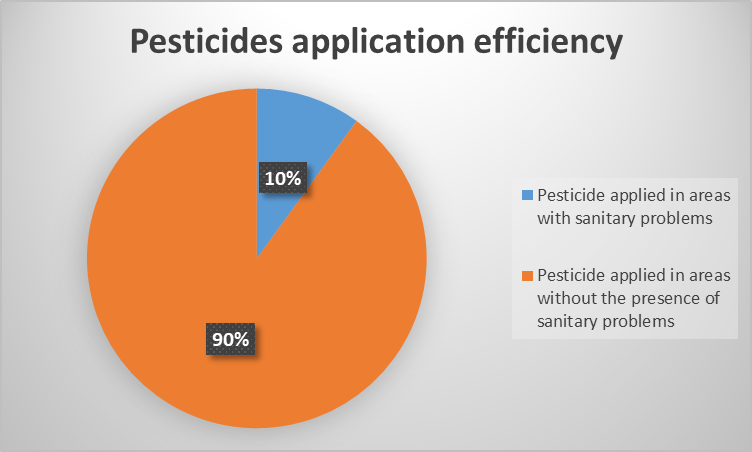 Pesticides application efficiency
10%
90%
Pesticide applied in areas
with sanitary problems
Pesticide applied in areas
without the presence of
sanitary problems